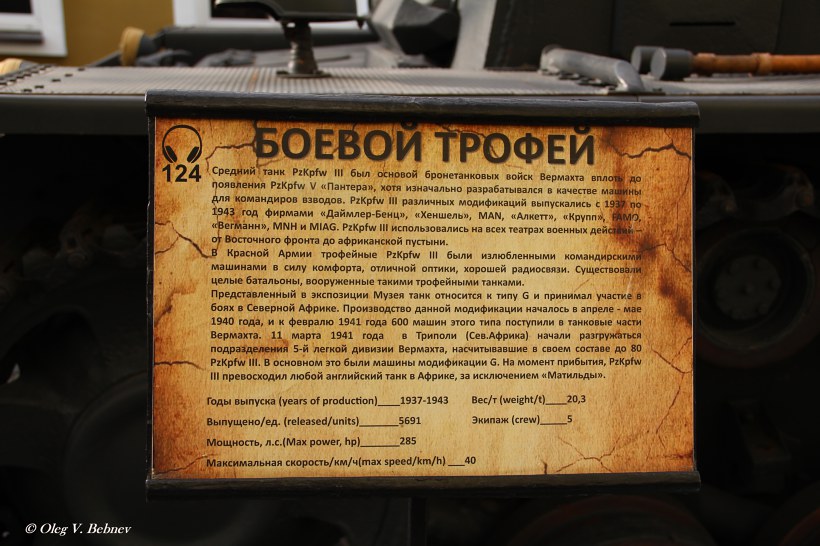 БОЕВОЙ ТРОФЕЙ
124
Средний танк PzKpfw III был основой бронетанковых войск Вермахта вплоть до
появления PzKpfw V «Пантера», хотя изначально разрабатывался в качестве машины
для командиров взводов. PzKpfw III различных модификаций выпускались с 1937 по
1943 год фирмами «Даймлер-Бенц», «Хеншель», MAN, «Алкетт», «Крупп», FAMO,
«Вегманн», MNH и MIAG. PzKpfw III использовались на всех театрах военных действий –
от Восточного фронта до африканской пустыни.
В Красной Армии трофейные PzKpfw III были излюбленными командирскими
машинами в силу комфорта, отличной оптики, хорошей радиосвязи. Существовали
целые батальоны, вооруженные такими трофейными танками.
Представленный в экспозиции Музея танк относится к типу G и принимал участие в
боях в Северной Африке. Производство данной модификации началось в апреле - мае
1940 года, и к февралю 1941 года 600 машин этого типа поступили в танковые части
Вермахта. 11 марта 1941 года в Триполи (Сев.Африка) начали разгружаться
подразделения 5-й легкой дивизии Вермахта, насчитывавшие в своем составе до 80
PzKpfw III. В основном это были машины модификации G. На момент прибытия, PzKpfw
III превосходил любой английский танк в Африке, за исключением «Матильды».
Годы выпуска (years of production)____1937-1943 Вес/т (weight/t)____20,3
Выпущено/ед. (released/units)_______5691 Экипаж (crew)_____5
Мощность, л.с.(Max power, hp)_______285
Максимальная скорость/км/ч(max speed/km/h) ___40
© Oleg V. Bebnev